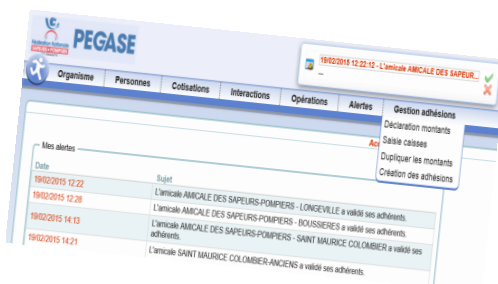 Fédération Nationale
SAPEURS-POMPIERS
PEGASE
19/02/2015 12:22:12 - L'amicale AMICALE DES SAPEUR...
...
Organisme Personnes Cotisations Interactions Opérations Alertes Gestion adhésions
Déclaration montants
Saisie caisses
Dupliquer les montants
Création des adhésions
Mes alertes
Date Sujet
19/02/2015 12:22 L'amicale AMICALE DES SAPEURS-POMPIERS - LONGEVILLE a validé ses adhérents.
19/02/2015 12:28 L'amicale AMICALE DES SAPEURS-POMPIERS - BOUSSIERES a validé ses adhérents.
19/02/2015 14:13 L'amicale AMICALE DES SAPEURS-POMPIERS - SAINT MAURICE COLOMBIER a validé ses
adhérents.
19/02/2015 14:21 L'amicale SAINT MAURICE COLOMBIER-ANCIENS a validé ses adhérents.